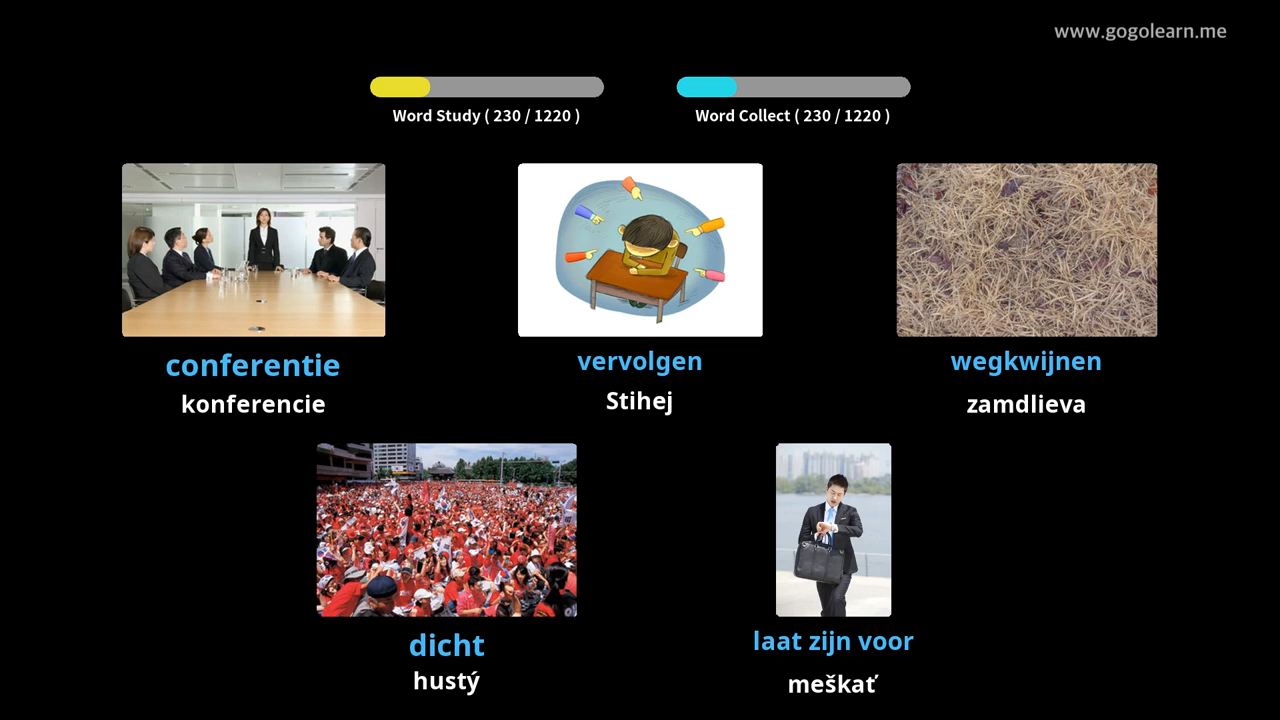 www.gogolearn.me
Word Study ( 230 / 1220 )
Word Collect ( 230 / 1220 )
conferentie
konferencie
vervolgen
Stihej
wegkwijnen
zamdlieva
dicht
hustý
laat zijn voor
meškať